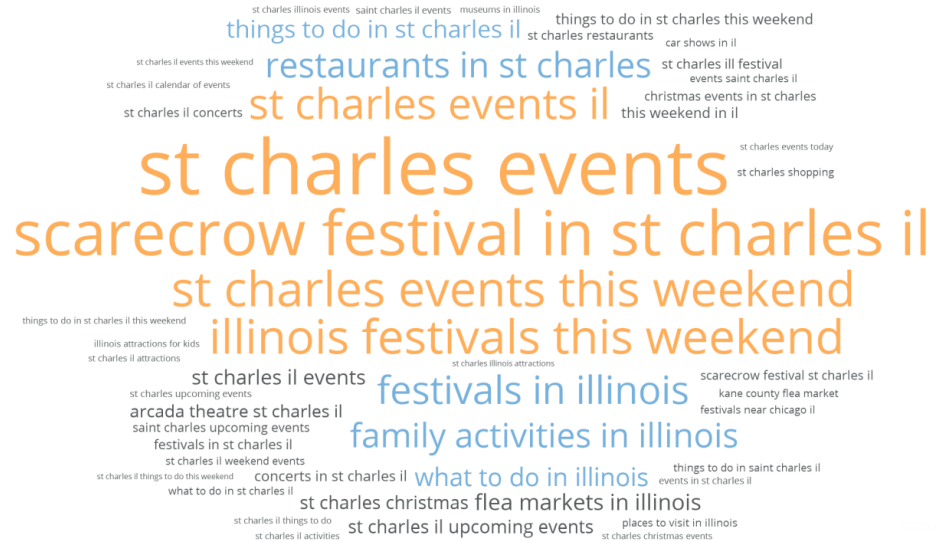 st charles illinois events saint charles il events museums in illinois
things to do in st charles il things to do in st charles this weekend
st charles restaurants
car shows in il
st charles il events this weekend restaurants in st charles st charles ill festival
events saint charles il
st charles il calendar of events
christmas events in st charles
st charles il concerts st charles events il this weekend in il
st charles events st charles events today
st charles shopping
scarecrow festival in st charles il
st charles events this weekend
things to do in st charles il this weekend
illinois attractions for kids illinois festivals this weekend
st charles il attractions
st charles illinois attractions
st charles il events festivals in illinois scarecrow festival st charles il
st charles upcoming events kane county flea market
arcada theatre st charles il festivals near chicago il
saint charles upcoming events
festivals in st charles il family activities in illinois
st charles il weekend events
things to do in saint charles il
st charles il things to do this weekend concerts in st charles il what to do in illinois events in st charles il
what to do in st charles il
st charles christmas flea markets in illinois
st charles il things to do st charles il upcoming events places to visit in illinois
st charles il activities st charles christmas events